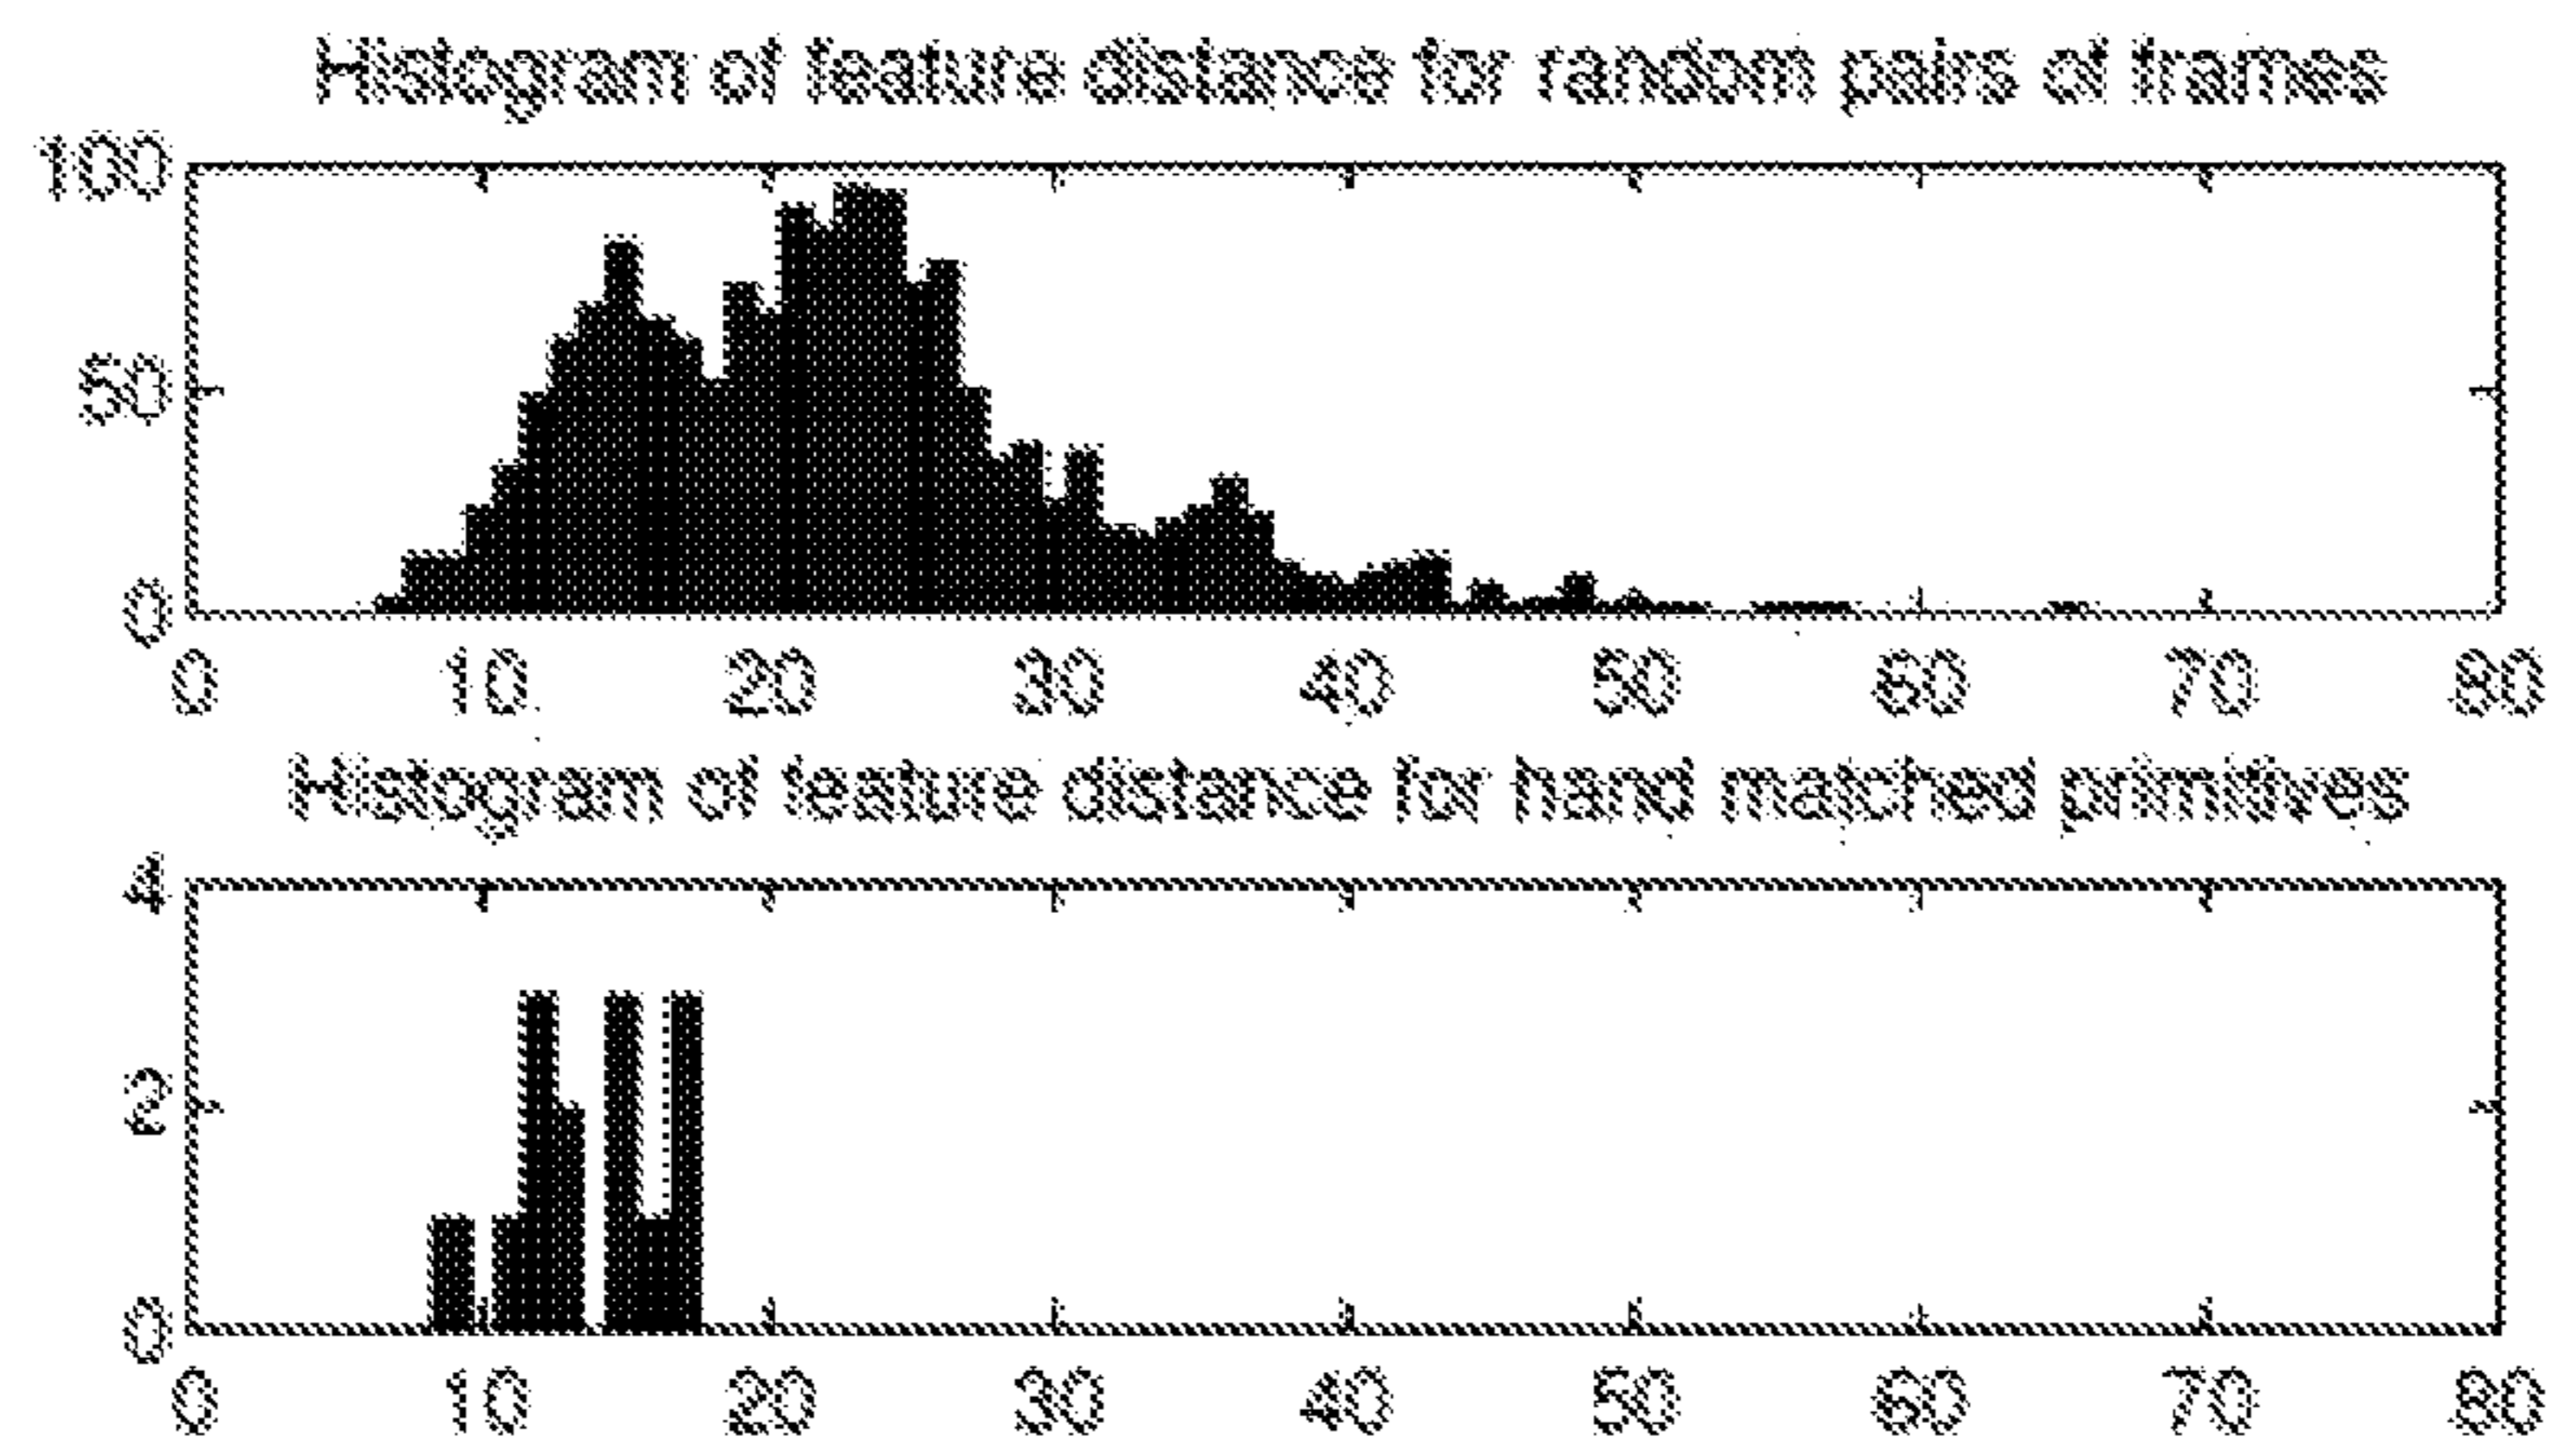 Histogram of feature distance for random pairs of frames
100
50
0
0 10 20 30 40 50 60 70 80
Histogram of feature distance for hand matched primitives
4
2
0
0 10 20 30 40 50 60 70 80